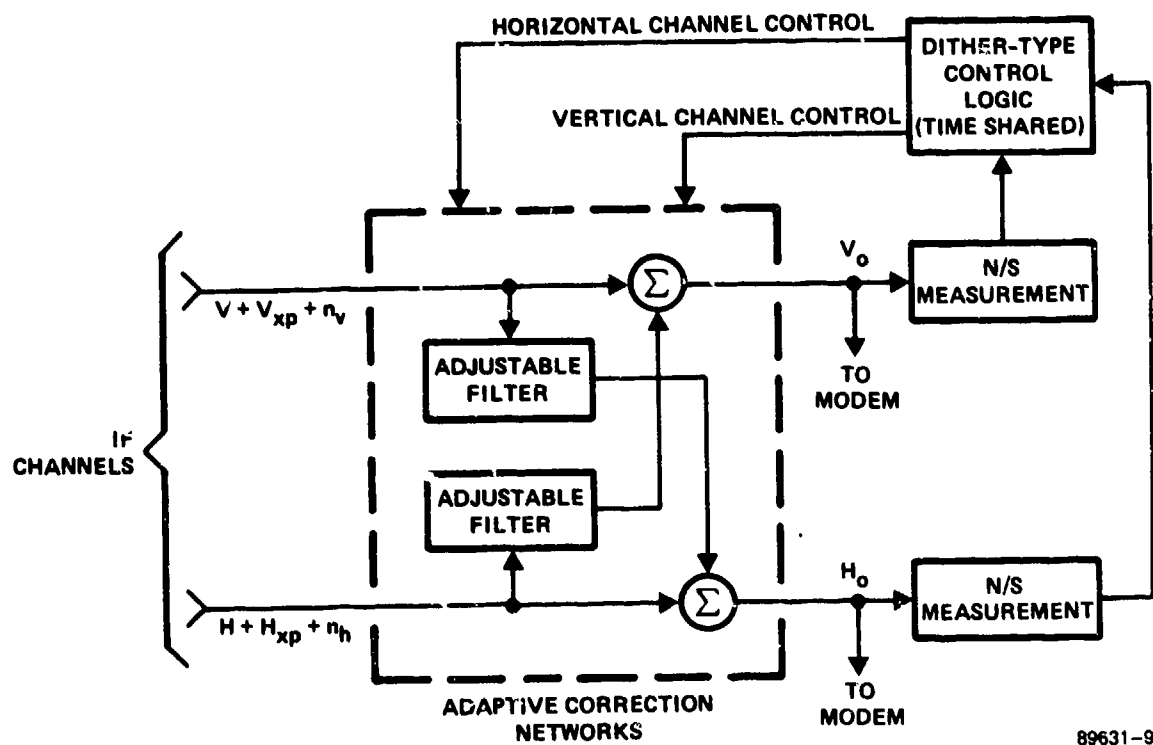 HORIZONTAL CHANNEL CONTROL
DITHER-TYPE
CONTROL
LOGIC
(TIME SHARED)
VERTICAL CHANNEL CONTROL
V + Vxp + nv
Σ
Vo
N/S
MEASUREMENT
ADJUSTABLE
FILTER
TO
MODEM
IF
CHANNELS
ADJUSTABLE
FILTER
H + Hxp + nh
Σ
Ho
N/S
MEASUREMENT
TO
MODEM
ADAPTIVE CORRECTION
NETWORKS
89631-9